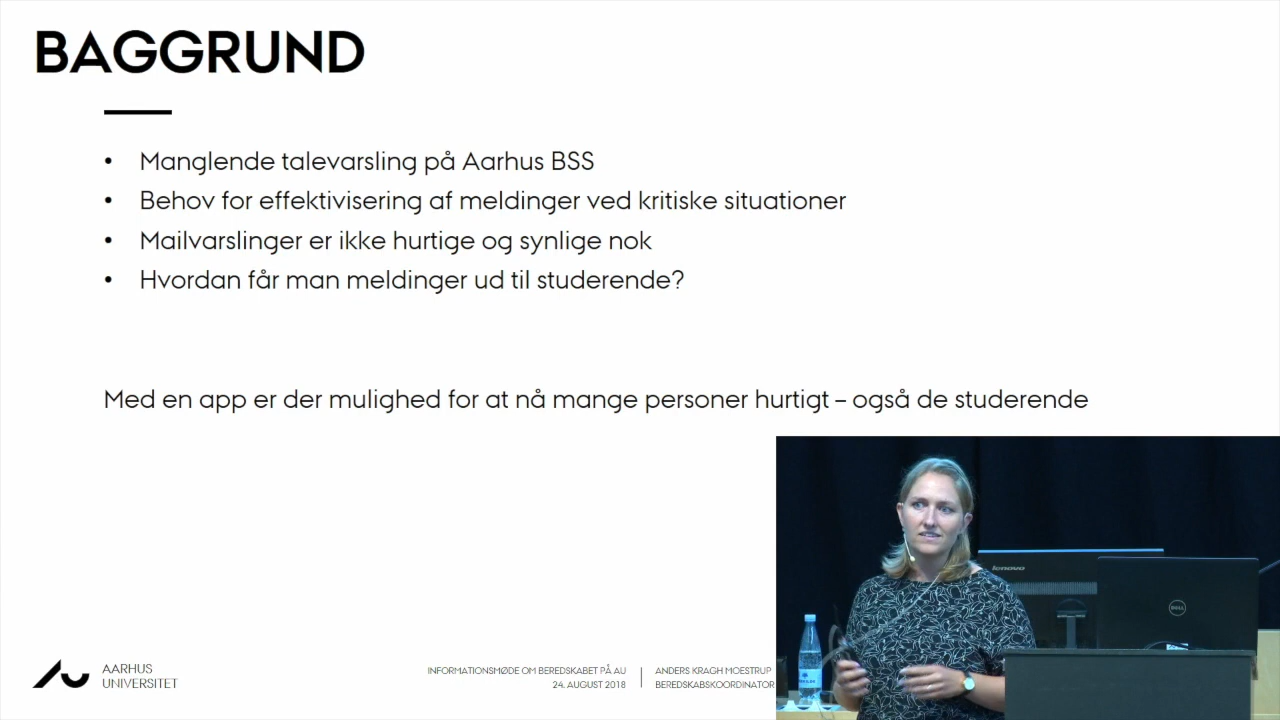 BAGGRUND
• Manglende talevarsling på Aarhus BSS
• Behov for effektivisering af meldinger ved kritiske situationer
• Mailvarslinger er ikke hurtige og synlige nok
• Hvordan får man meldinger ud til studerende?
Med en app er der mulighed for at nå mange personer hurtigt – også de studerende
lenovo
DELL
AARHUS
UNIVERSITET
INFORMATIONSMØDE OM BEREDSKABET PÅ AU
24. AUGUST 2018
ANDERS KRAGH MOESTRUP
BEREDSKABSKOORDINATOR